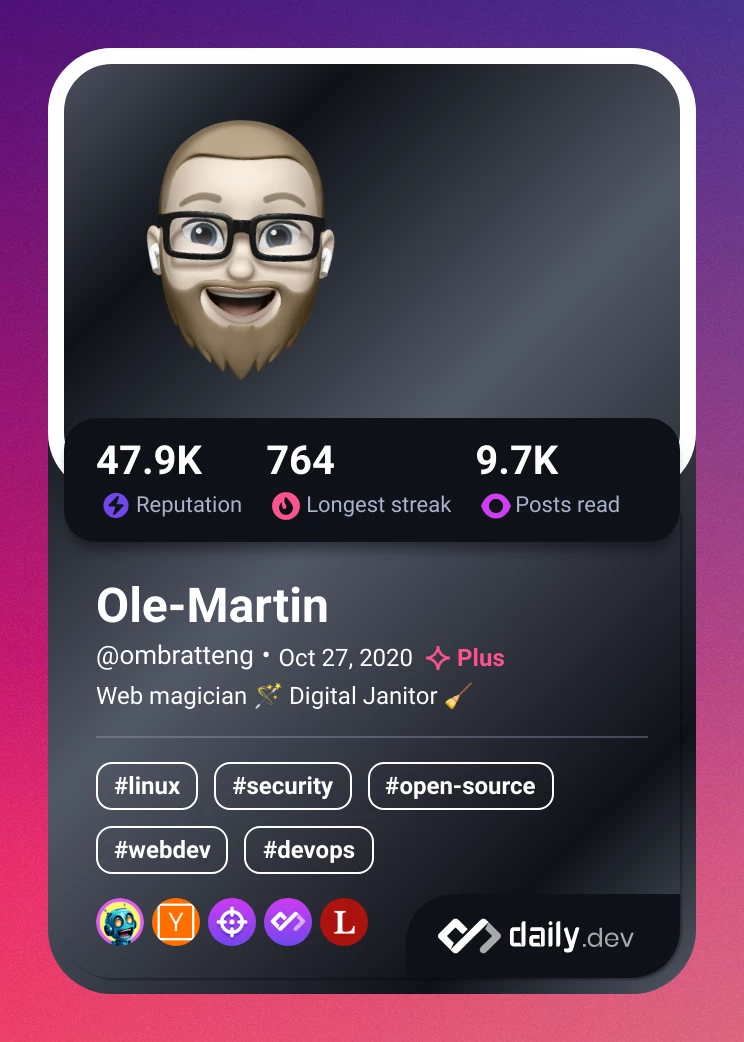 47.9K 764 9.7K
Reputation Longest streak Posts read
Ole-Martin
@ombratteng • Oct 27, 2020 Plus
Web magician 🪄 Digital Janitor 🧹
#linux #security #open-source
#webdev #devops
Y L daily.dev